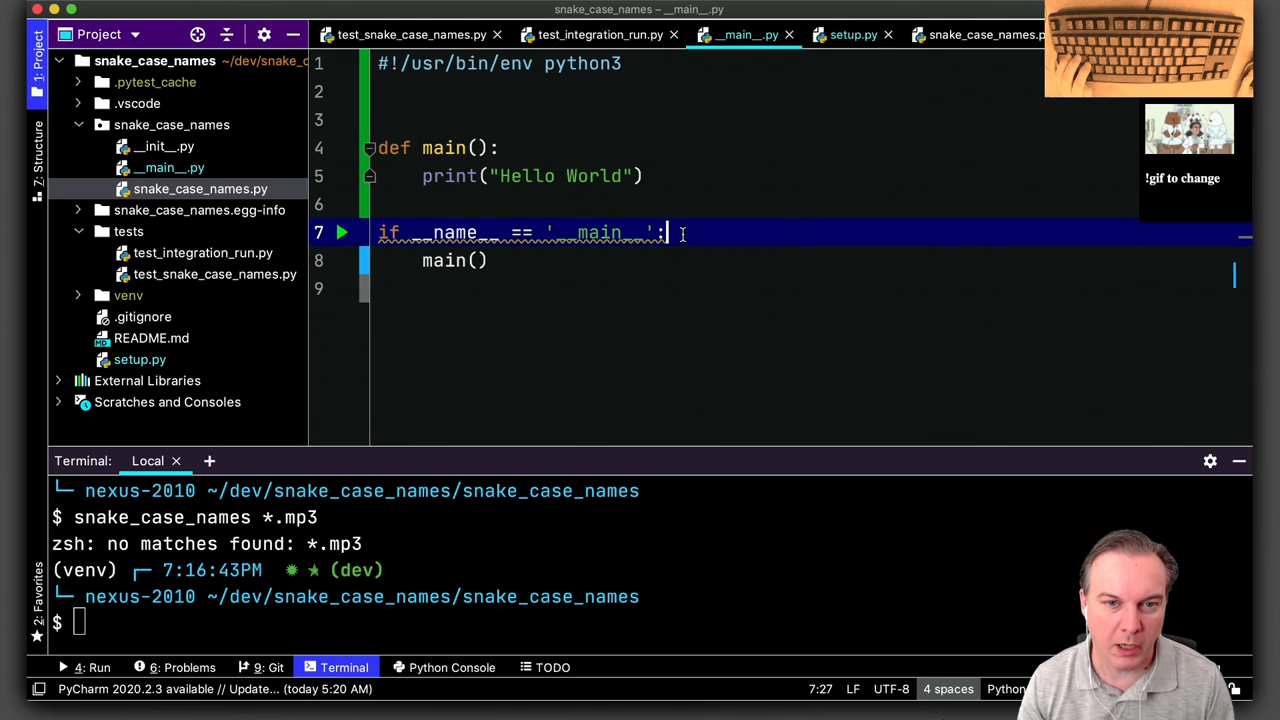 snake_case_names – __main__.py
Project
test_snake_case_names.py
test_integration_run.py
__main__.py
setup.py
snake_case_names.p
1: Project
7: Structure
2: Favorites
snake_case_names ~/dev/snake_c
.pytest_cache
.vscode
snake_case_names
__init__.py
__main__.py
snake_case_names.py
snake_case_names.egg-info
tests
test_integration_run.py
test_snake_case_names.py
venv
.gitignore
README.md
setup.py
External Libraries
Scratches and Consoles
1 #!/usr/bin/env python3
2
3
4 def main():
5 print("Hello World")
6
7 if __name__ == '__main__':
8 main()
9
!gif to change
Terminal: Local +
└─ nexus-2010 ~/dev/snake_case_names/snake_case_names
$ snake_case_names *.mp3
zsh: no matches found: *.mp3
(venv) ┌─ 7:16:43PM ✹ ★ (dev)
└─ nexus-2010 ~/dev/snake_case_names/snake_case_names
$
4: Run
6: Problems
9: Git
Terminal
Python Console
TODO
PyCharm 2020.2.3 available // Update... (today 5:20 AM)
7:27 LF UTF-8 4 spaces Python